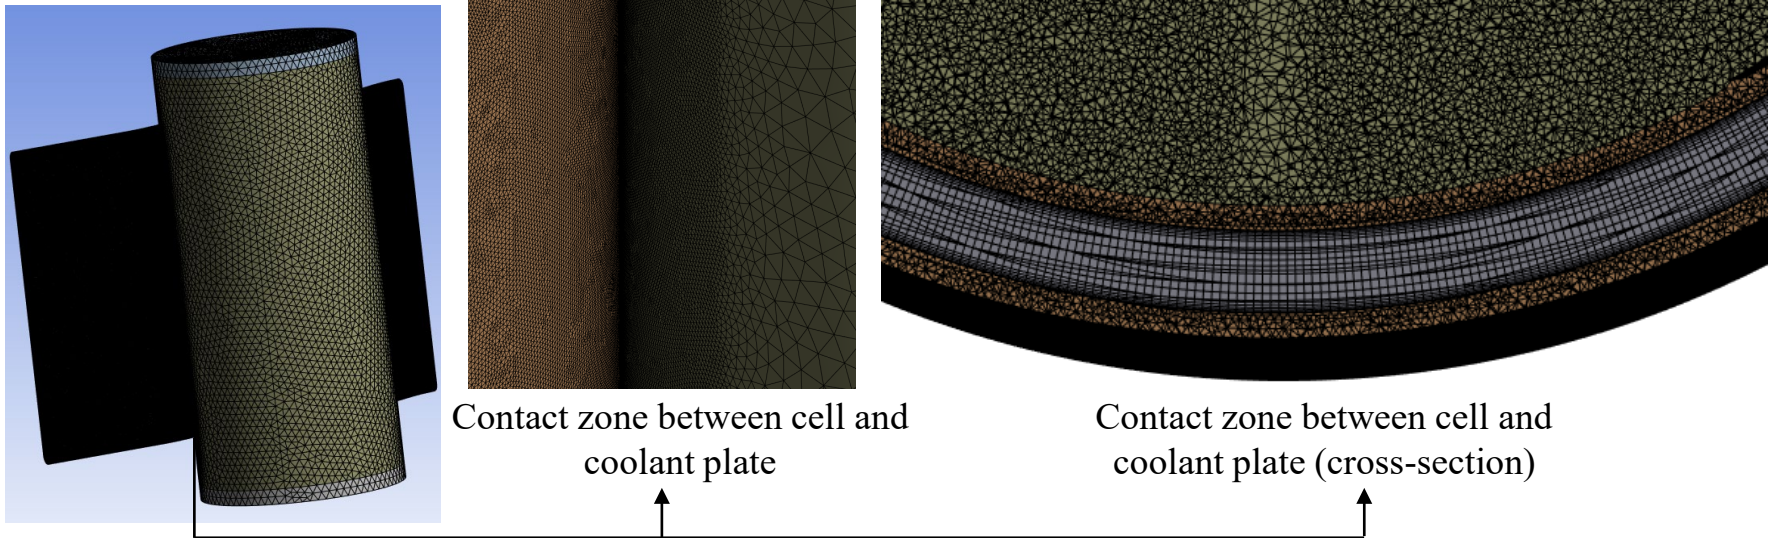 Contact zone between cell and
coolant plate
Contact zone between cell and
coolant plate (cross-section)